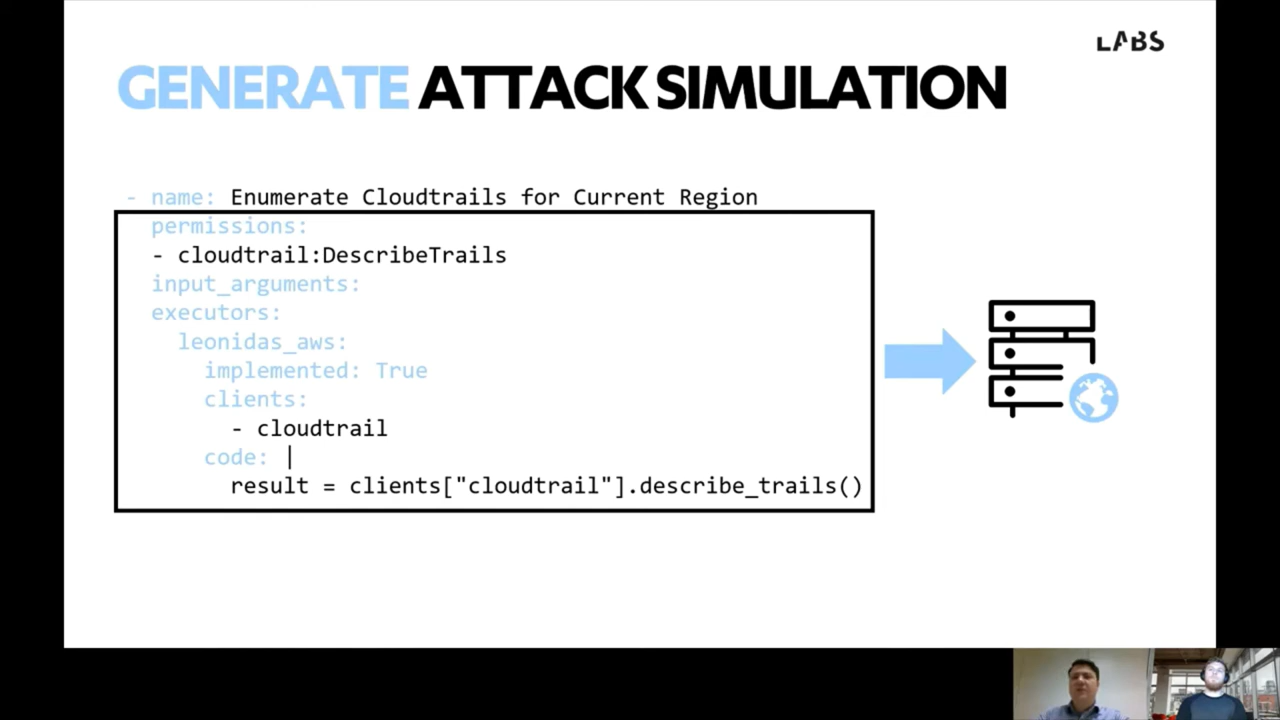 LABS
GENERATE ATTACK SIMULATION
- name: Enumerate Cloudtrails for Current Region
permissions:
- cloudtrail:DescribeTrails
input_arguments:
executors:
leonidas_aws:
implemented: True
clients:
- cloudtrail
code: |
result = clients["cloudtrail"].describe_trails()